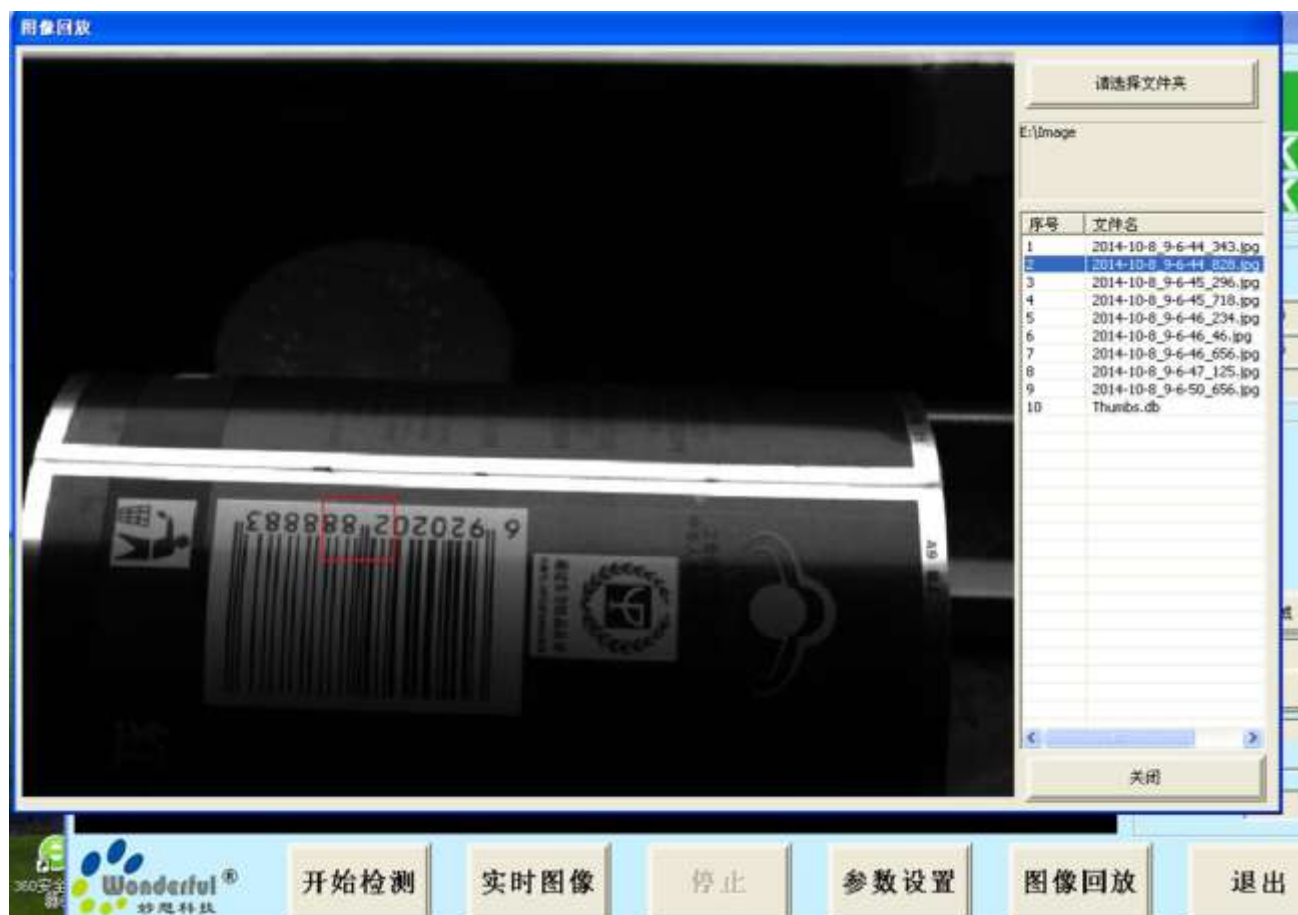 图像回放
请选择文件夹
E:\Image
序号 文件名
1 2014-10-8_9-6-44_343.jpg
2 2014-10-8_9-6-44_828.jpg
3 2014-10-8_9-6-45_296.jpg
4 2014-10-8_9-6-45_718.jpg
5 2014-10-8_9-6-46_234.jpg
6 2014-10-8_9-6-46_46.jpg
7 2014-10-8_9-6-46_656.jpg
8 2014-10-8_9-6-47_125.jpg
9 2014-10-8_9-6-50_656.jpg
10 Thumbs.db
6 920202 888883
关闭
360安全
Wonderful®
妙思科技
开始检测 实时图像 停止 参数设置 图像回放 退出